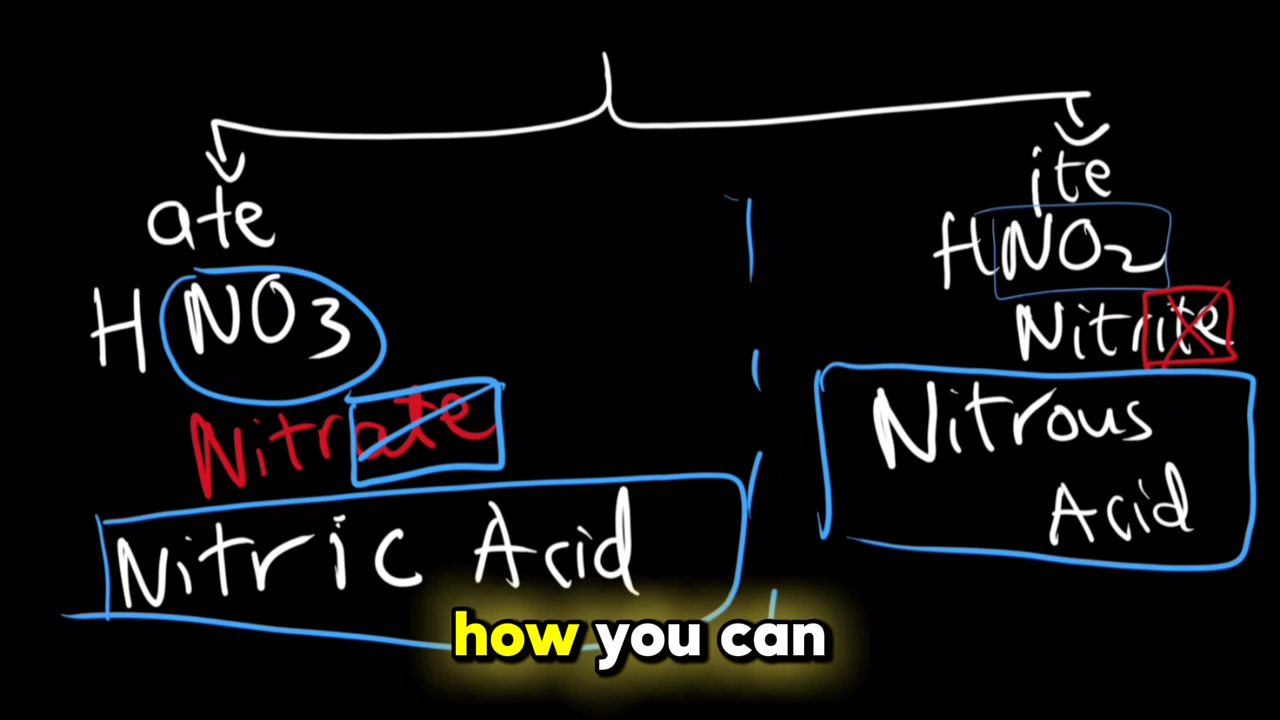 ate
HNO3
Nitrate
Nitric Acid
ite
HNO2
Nitrite
Nitrous
Acid
how you can